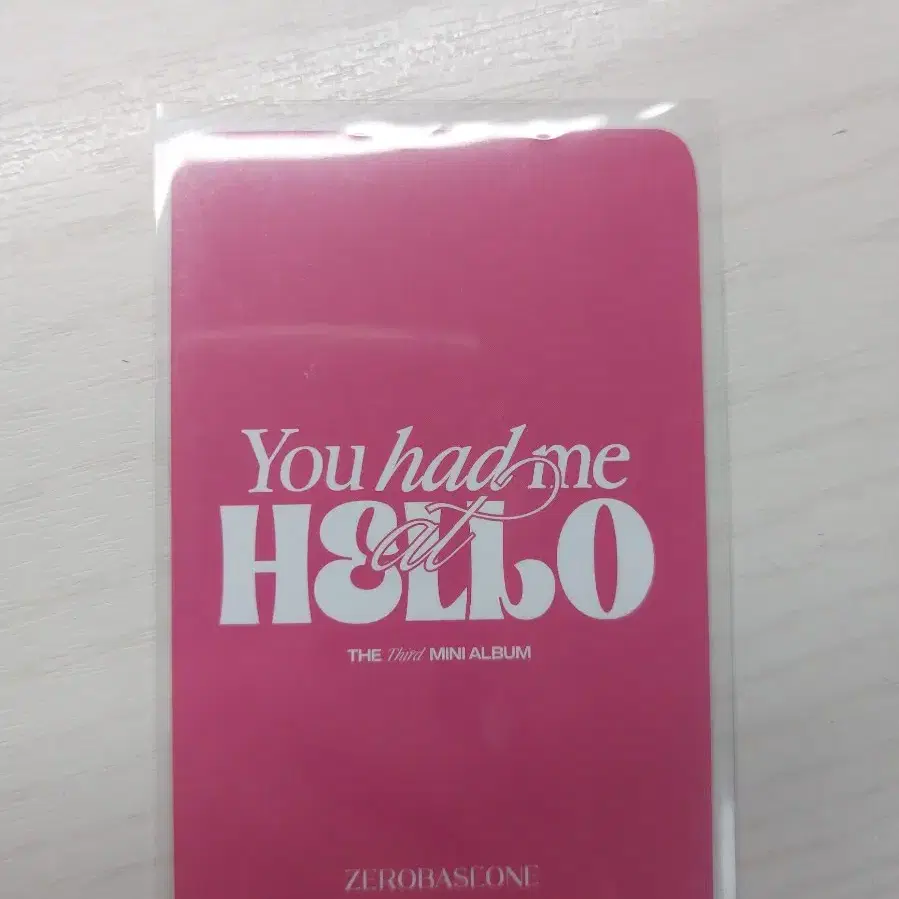 You had me
at
HELLO
THE Third MINI ALBUM
ZEROBASEONE